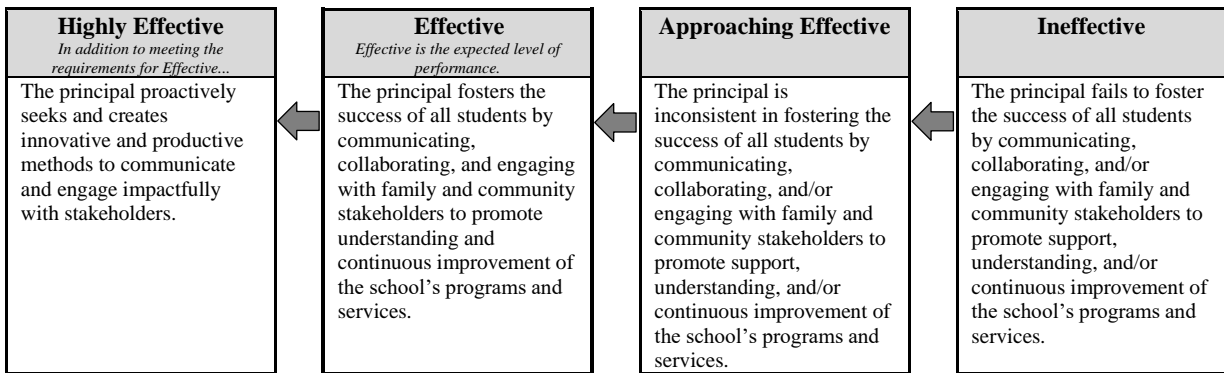 Highly Effective
In addition to meeting the
requirements for Effective...
The principal proactively
seeks and creates
innovative and productive
methods to communicate
and engage impactfully
with stakeholders.
Effective
Effective is the expected level of
performance.
The principal fosters the
success of all students by
communicating,
collaborating, and engaging
with family and community
stakeholders to promote
understanding and
continuous improvement of
the school’s programs and
services.
Approaching Effective
The principal is
inconsistent in fostering the
success of all students by
communicating,
collaborating, and/or
engaging with family and
community stakeholders to
promote support,
understanding, and/or
continuous improvement of
the school’s programs and
services.
Ineffective
The principal fails to foster
the success of all students
by communicating,
collaborating, and/or
engaging with family and
community stakeholders to
promote support,
understanding, and/or
continuous improvement of
the school’s programs and
services.